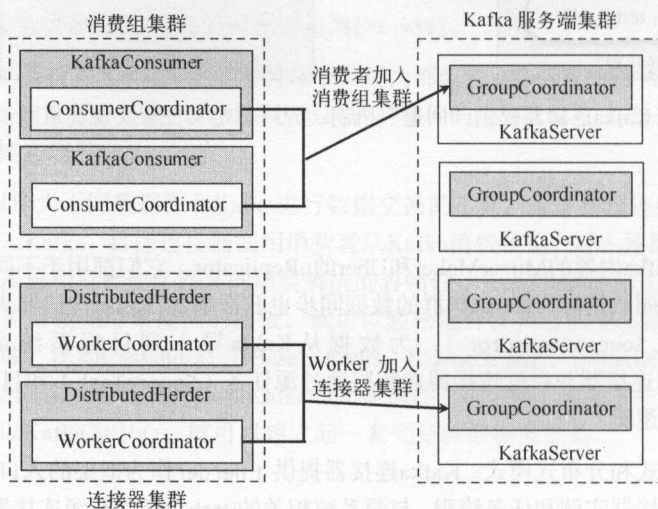 消费组集群
KafkaConsumer
ConsumerCoordinator
KafkaConsumer
ConsumerCoordinator
DistributedHerder
WorkerCoordinator
DistributedHerder
WorkerCoordinator
连接器集群
消费者加入
消费组集群
Worker 加入
连接器集群
Kafka 服务端集群
GroupCoordinator
KafkaServer
GroupCoordinator
KafkaServer
GroupCoordinator
KafkaServer
GroupCoordinator
KafkaServer